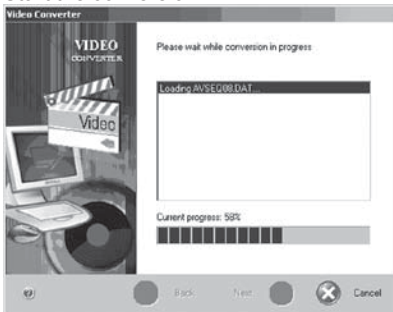 Video Converter
VIDEO
CONVERTER
Please wait while conversion in progress
Video
Loading AVSEQ08.DAT...
Current progress: 58%
Back
Next
Cancel